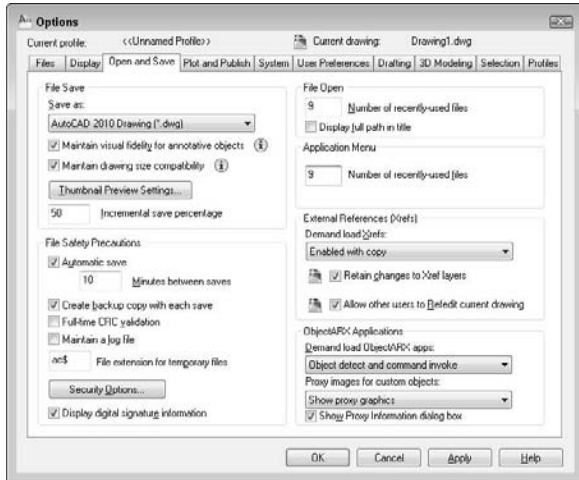 Options
Current profile: <<Unnamed Profile>> Current drawing: Drawing1.dwg
Files Display Open and Save Plot and Publish System User Preferences Drafting 3D Modeling Selection Profiles
File Save
Save as:
AutoCAD 2010 Drawing (*.dwg)
Maintain visual fidelity for annotative objects
Maintain drawing size compatibility
Thumbnail Preview Settings...
50 Incremental save percentage
File Safety Precautions
Automatic save
10 Minutes between saves
Create backup copy with each save
Full-time CRC validation
Maintain a log file
ac$ File extension for temporary files
Security Options...
Display digital signature information
File Open
9 Number of recently-used files
Display full path in title
Application Menu
9 Number of recently-used files
External References (Xrefs)
Demand load Xrefs:
Enabled with copy
Retain changes to Xref layers
Allow other users to Refedit current drawing
ObjectARX Applications
Demand load ObjectARX apps:
Object detect and command invoke
Proxy images for custom objects:
Show proxy graphics
Show Proxy Information dialog box
OK Cancel Apply Help